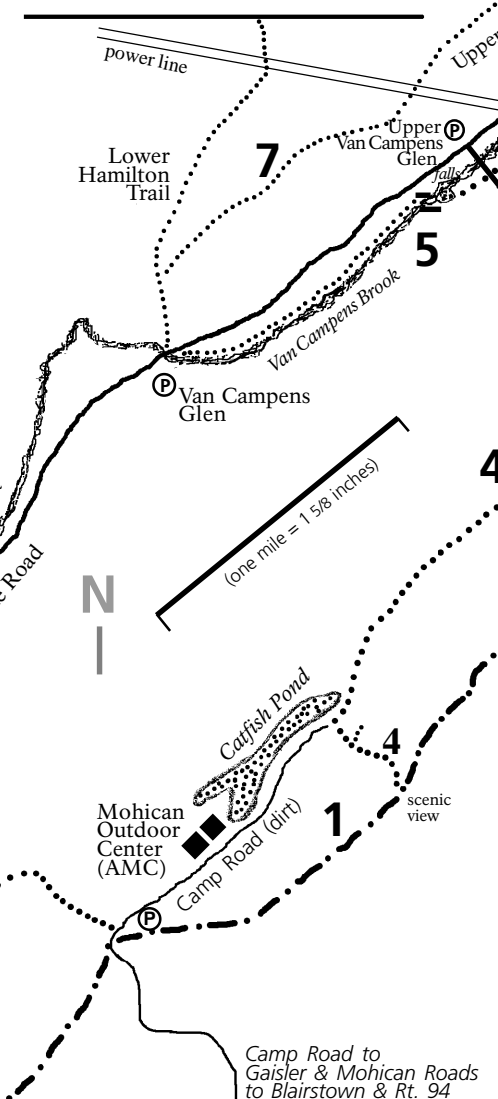 power line
Upper
Upper
Van Campens
Glen
P
falls
Lower
Hamilton
Trail
7
5
Van Campens Brook
P
Van Campens
Glen
(one mile = 1 5/8 inches)
4
Road
N
Catfish Pond
4
scenic
view
Mohican
Outdoor
Center
(AMC)
1
Camp Road (dirt)
P
Camp Road to
Gaisler & Mohican Roads
to Blairstown & Rt. 94